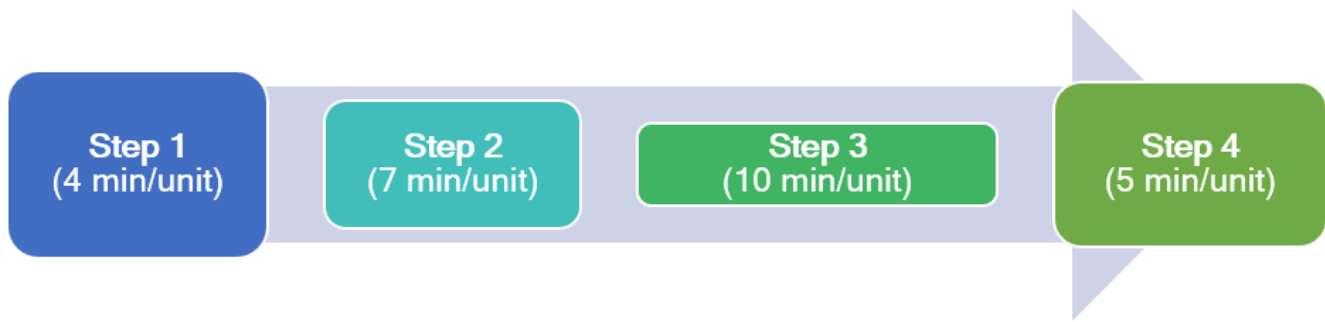 Step 1
(4 min/unit)
Step 2
(7 min/unit)
Step 3
(10 min/unit)
Step 4
(5 min/unit)